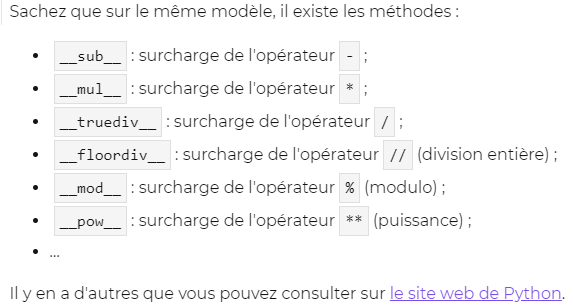 Sachez que sur le même modèle, il existe les méthodes :
• __sub__ : surcharge de l'opérateur - ;
• __mul__ : surcharge de l'opérateur * ;
• __truediv__ : surcharge de l'opérateur / ;
• __floordiv__ : surcharge de l'opérateur // (division entière) ;
• __mod__ : surcharge de l'opérateur % (modulo) ;
• __pow__ : surcharge de l'opérateur ** (puissance) ;
• ...
Il y en a d'autres que vous pouvez consulter sur le site web de Python.